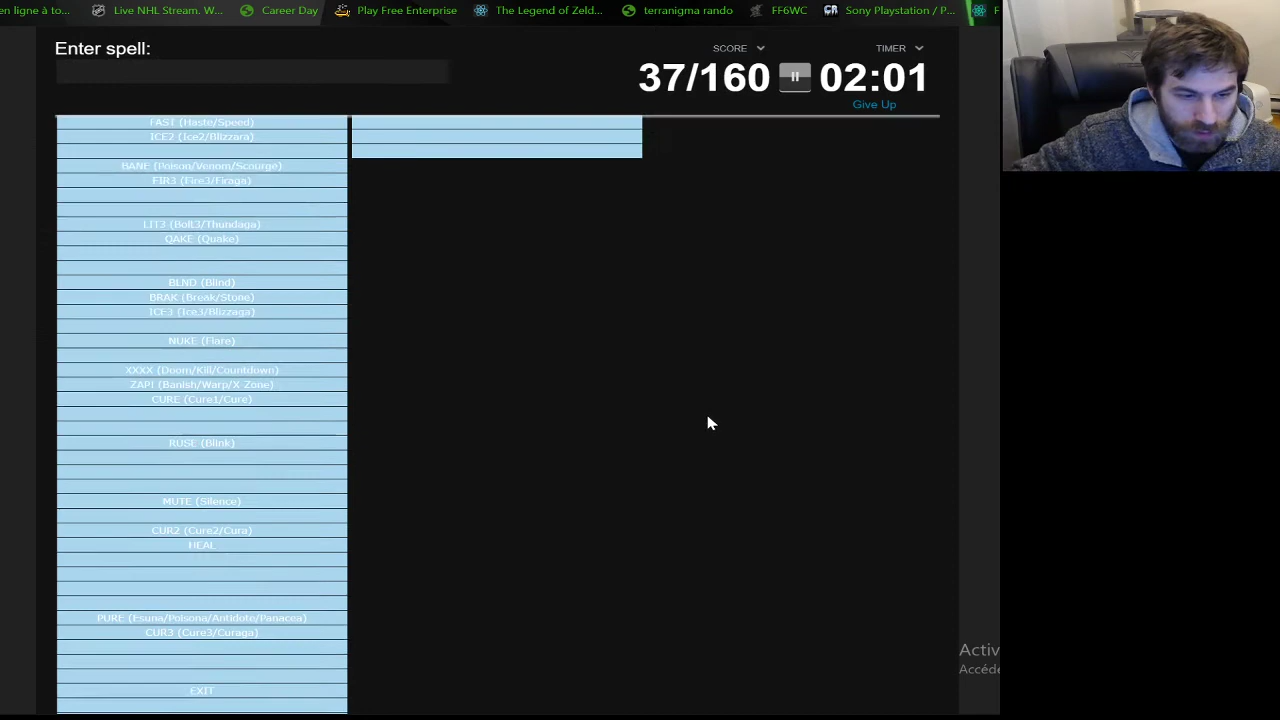 en ligne à to...
Live NHL Stream. W...
Career Day
Play Free Enterprise
The Legend of Zeld...
terranigma rando
FF6WC
Sony Playstation / P...
F
Enter spell:
SCORE
TIMER
37/160
02:01
Give Up
FAST (Haste/Speed)
ICE2 (Ice2/Blizzara)
BANE (Poison/Venom/Scourge)
FIR3 (Fire3/Firaga)
LIT3 (Bolt3/Thundaga)
QAKE (Quake)
BLND (Blind)
BRAK (Break/Stone)
ICE3 (Ice3/Blizzaga)
NUKE (Flare)
XXXX (Doom/Kill/Countdown)
ZAP! (Banish/Warp/X-Zone)
CURE (Cure1/Cure)
RUSE (Blink)
MUTE (Silence)
CUR2 (Cure2/Cura)
HEAL
PURE (Esuna/Poisona/Antidote/Panacea)
CUR3 (Cure3/Curaga)
EXIT
Activ
Accéde